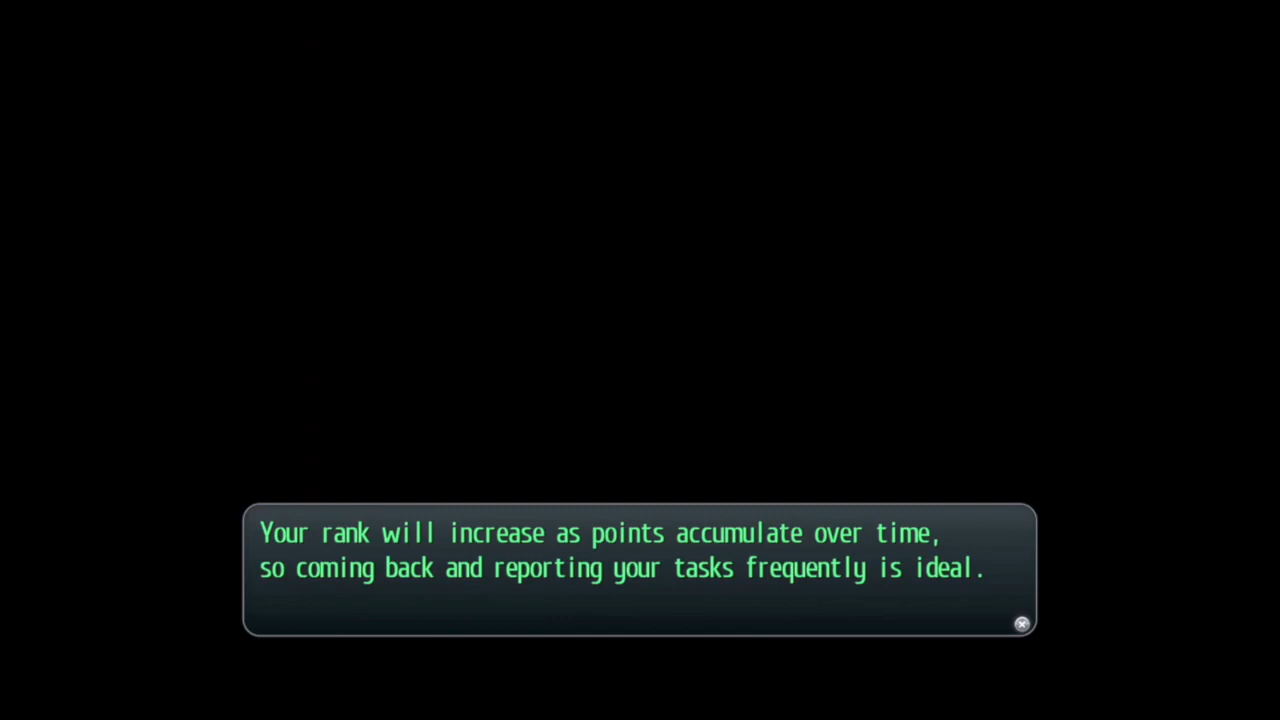 Your rank will increase as points accumulate over time,
so coming back and reporting your tasks frequently is ideal.